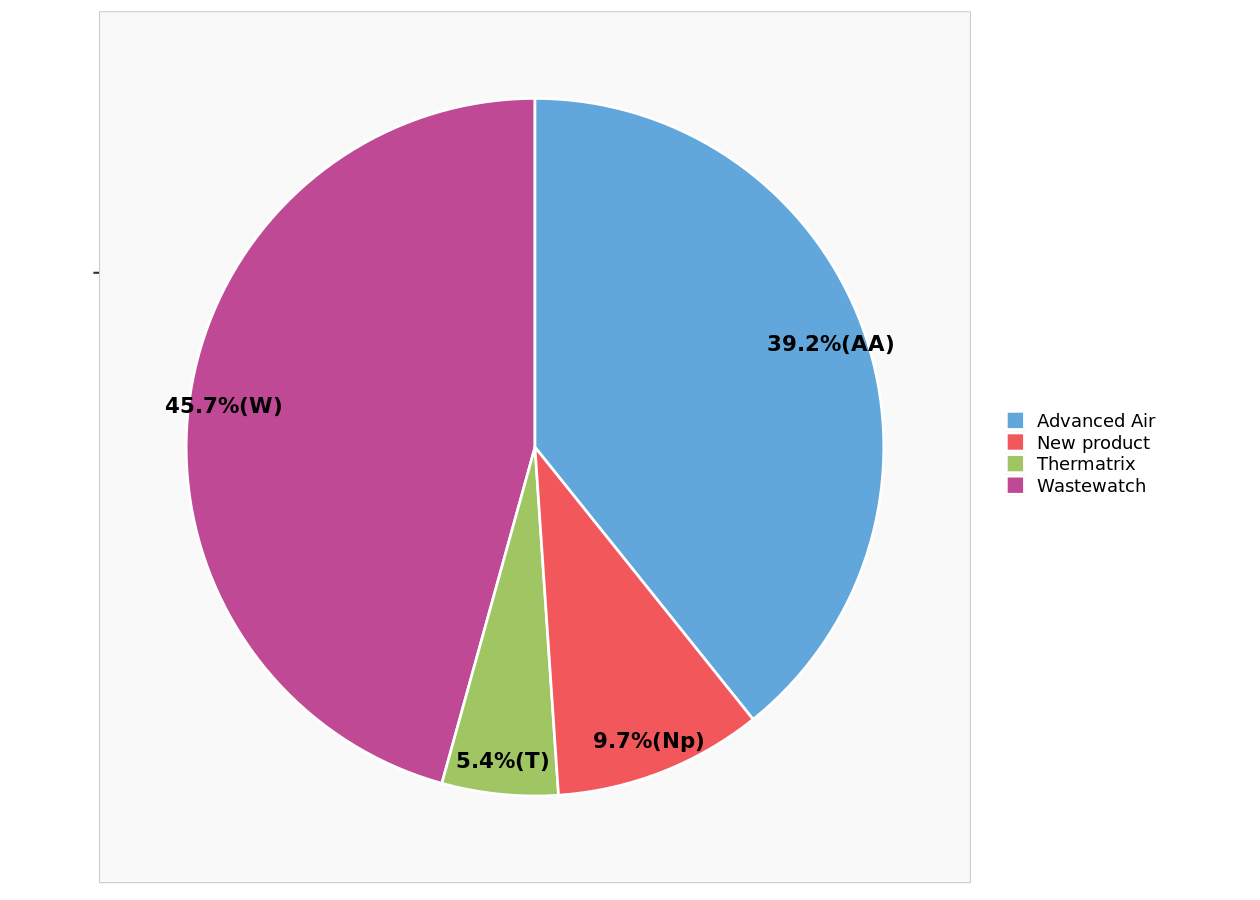 39.2%(AA)
45.7%(W)
9.7%(Np)
5.4%(T)
Advanced Air
New product
Thermatrix
Wastewatch